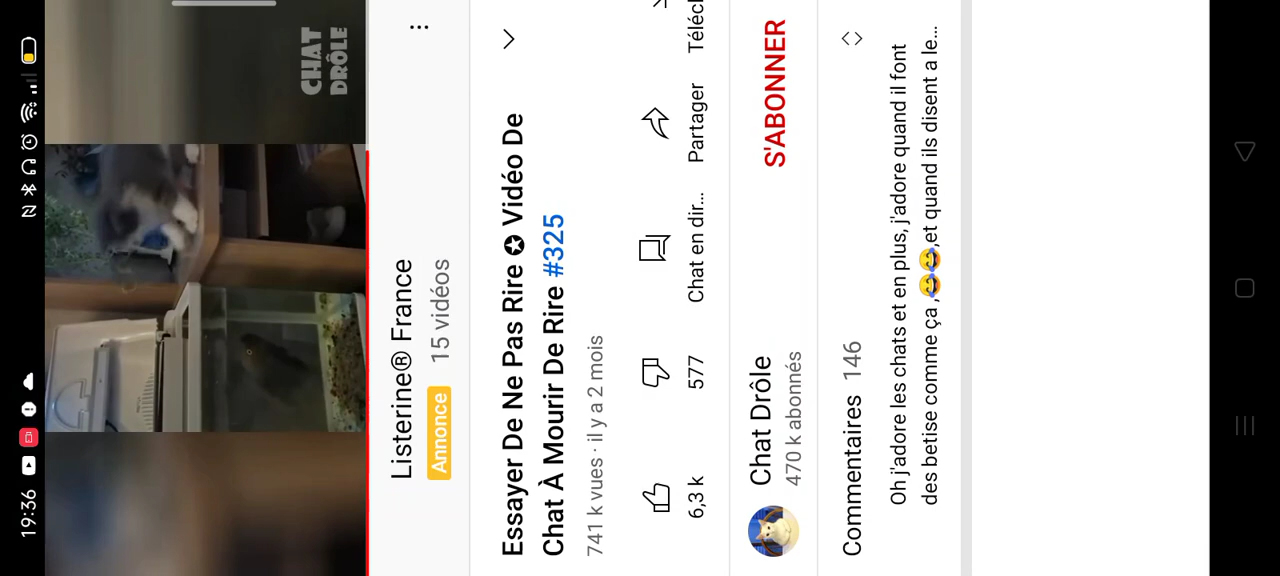 19:36
CHAT
DRÔLE
Listerine® France
Annonce 15 vidéos
Essayer De Ne Pas Rire ✪ Vidéo De
Chat À Mourir De Rire #325
741 k vues · il y a 2 mois
6,3 k 577 Chat en dir... Partager Téléch
Chat Drôle
470 k abonnés
S'ABONNER
Commentaires 146
Oh j'adore les chats et en plus, j'adore quand il font
des betise comme ça ,😂😂,et quand ils disent a le...